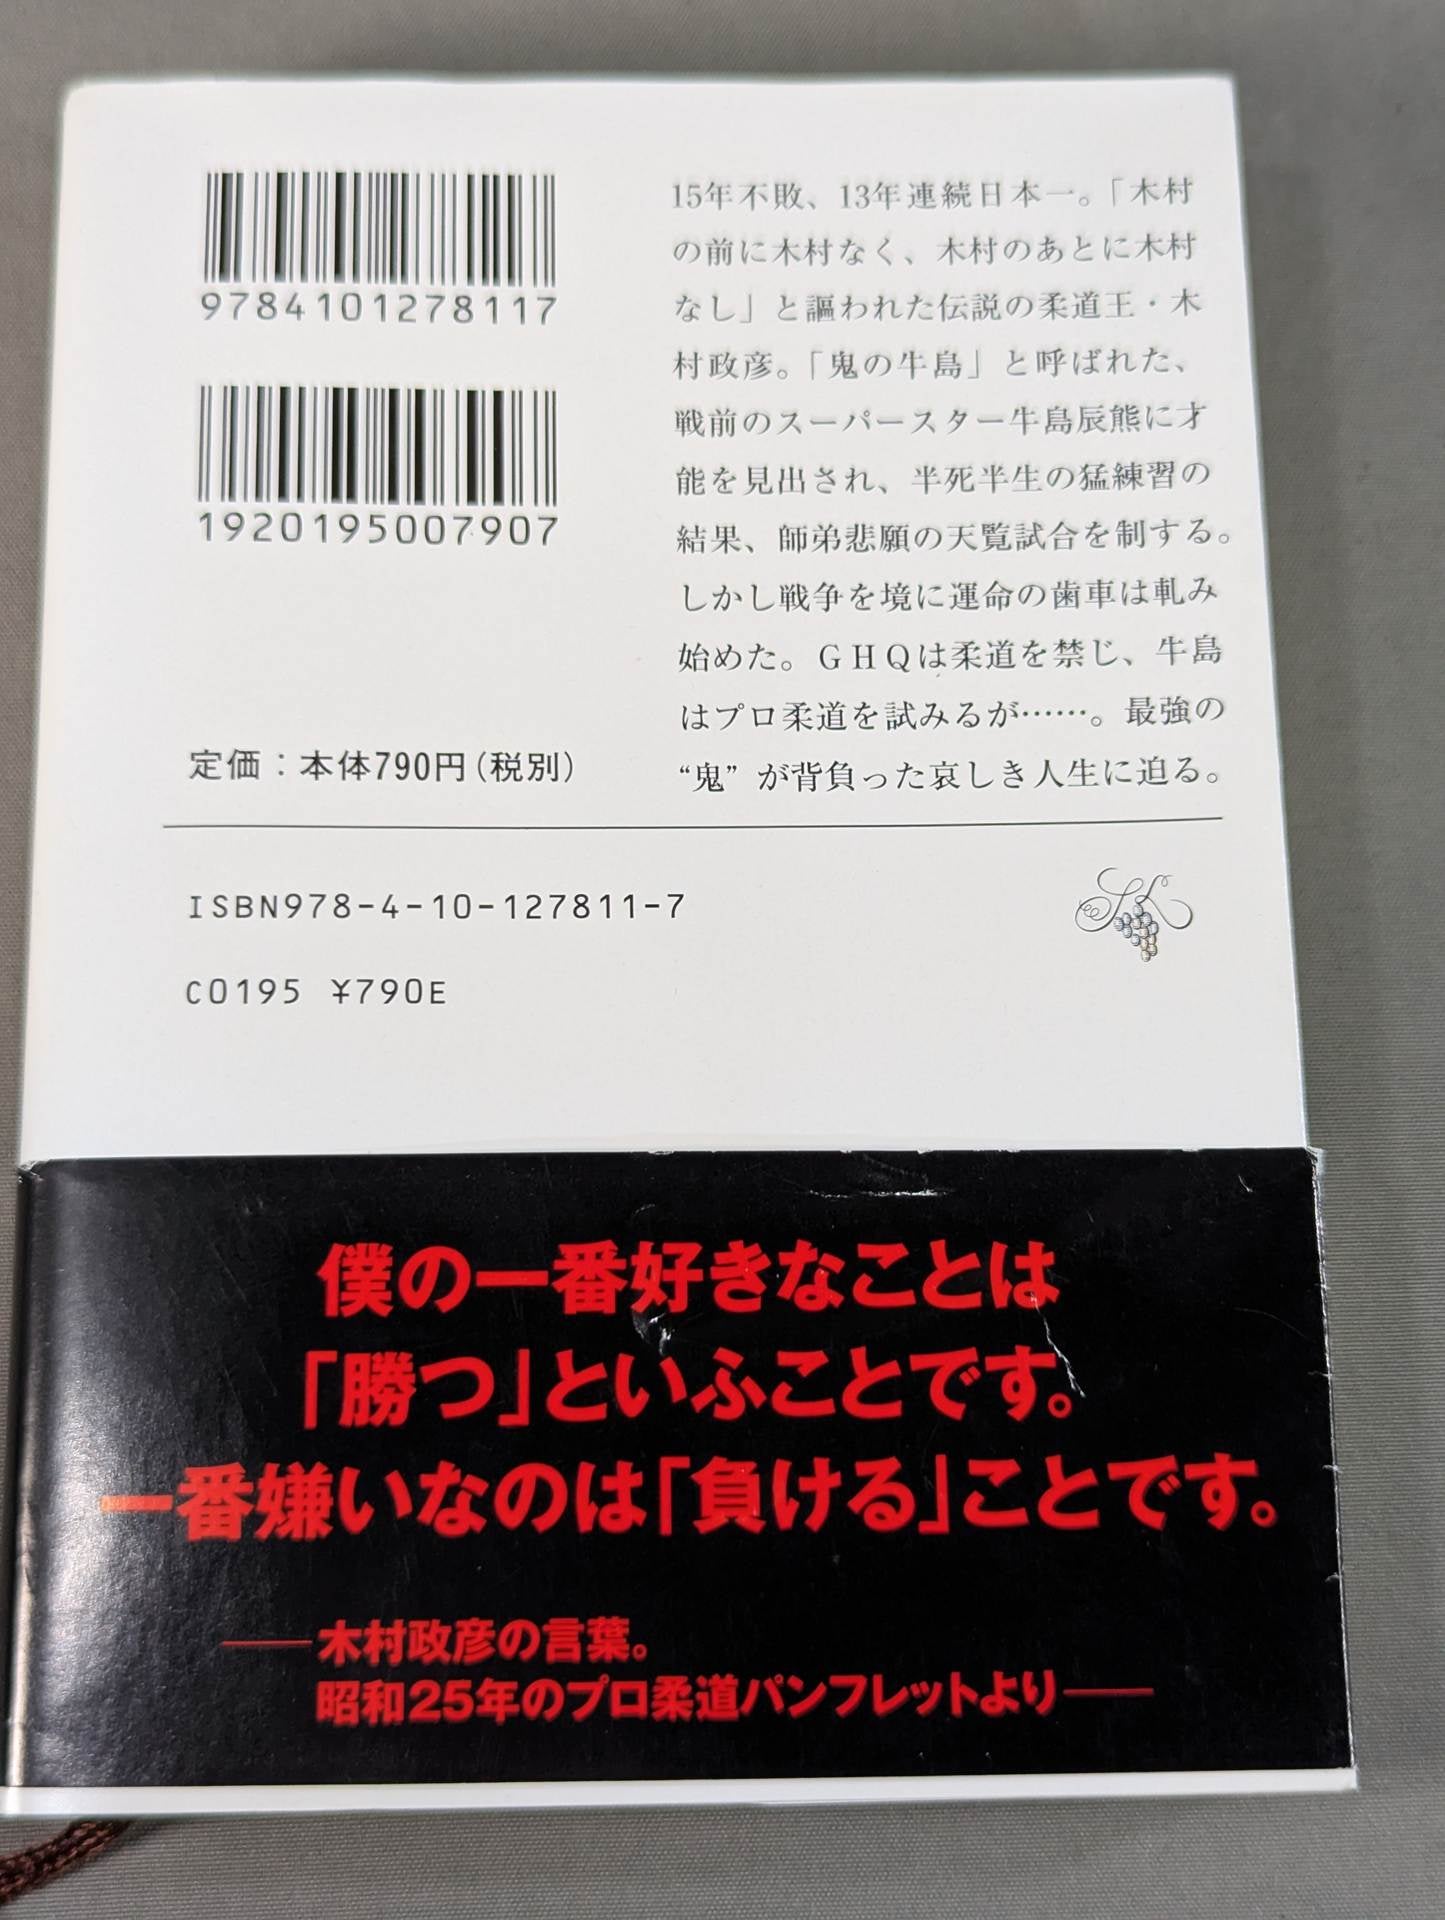 9784101278117
1920195007907
定価：本体790円（税別）
15年不敗、13年連続日本一。「木村
の前に木村なく、木村のあとに木村
なし」と謳われた伝説の柔道王・木
村政彦。「鬼の牛島」と呼ばれた、
戦前のスーパースター牛島辰熊に才
能を見出され、半死半生の猛練習の
結果、師弟悲願の天覧試合を制する。
しかし戦争を境に運命の歯車は軋み
始めた。ＧＨＱは柔道を禁じ、牛島
はプロ柔道を試みるが……。最強の
“鬼”が背負った哀しき人生に迫る。
ISBN978-4-10-127811-7
C0195 ¥790E
僕の一番好きなことは
「勝つ」といふことです。
一番嫌いなのは「負ける」ことです。
——木村政彦の言葉。
昭和25年のプロ柔道パンフレットより——